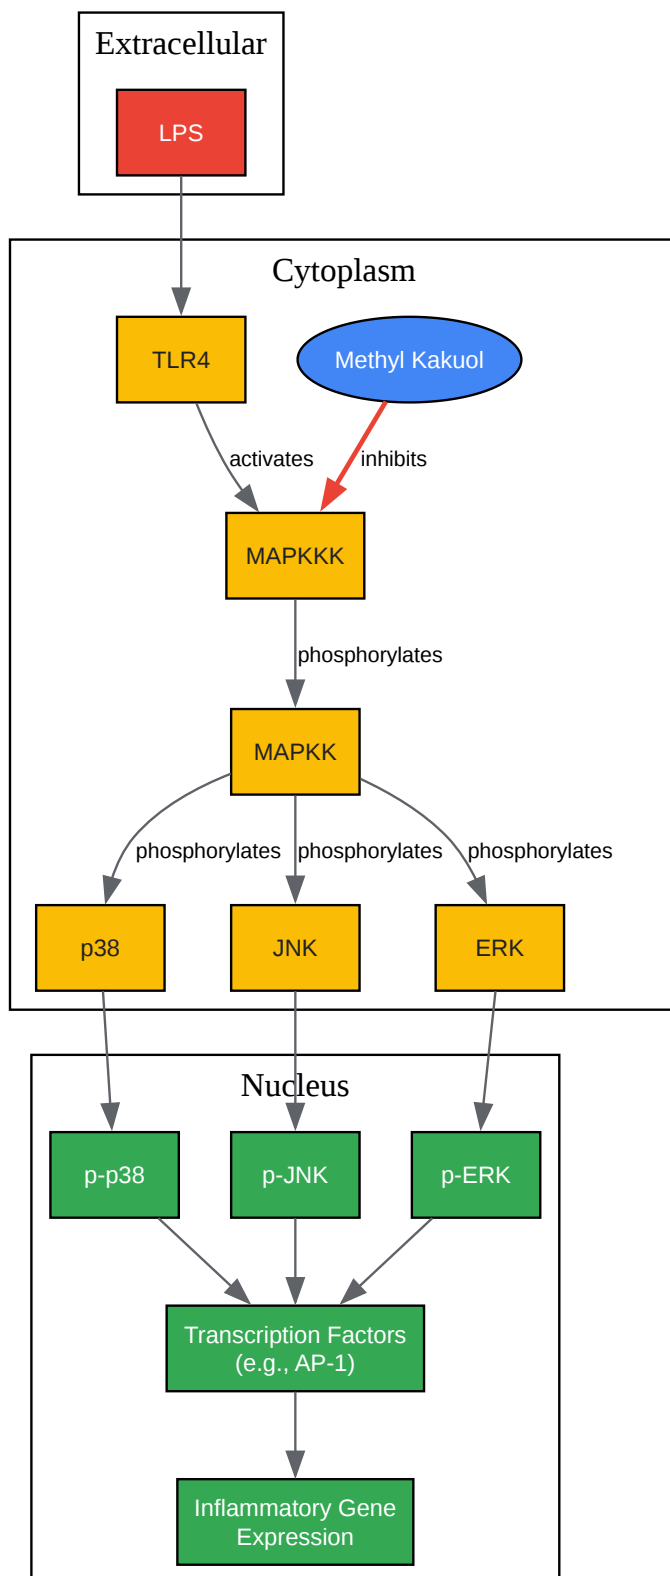 Extracellular
LPS
Cytoplasm
TLR4
Methyl Kakuol
activates
inhibits
MAPKKK
phosphorylates
MAPKK
phosphorylates
phosphorylates
phosphorylates
p38
JNK
ERK
Nucleus
p-p38
p-JNK
p-ERK
Transcription Factors
(e.g., AP-1)
Inflammatory Gene
Expression